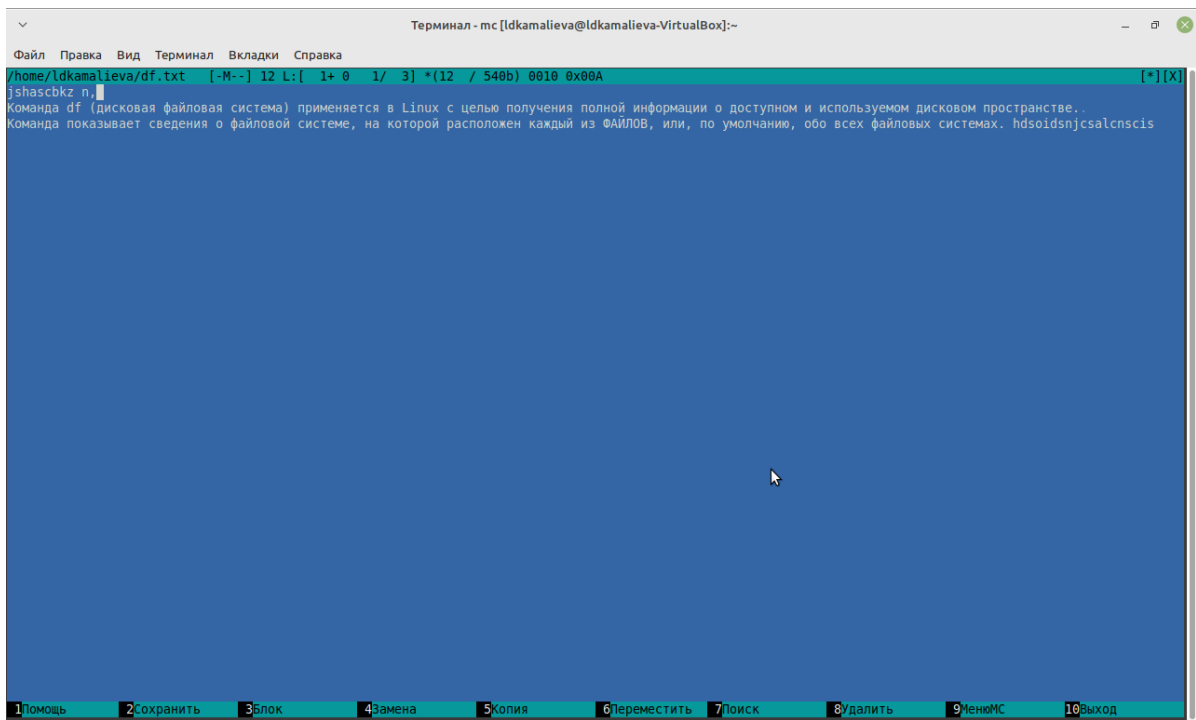 Терминал - mc [ldkamalieva@ldkamalieva-VirtualBox]:~
Файл Правка Вид Терминал Вкладки Справка
/home/ldkamalieva/df.txt [-M--] 12 L:[ 1+ 0 1/ 3] *(12 / 540b) 0010 0x00A [*][X]
jshascbkz n,
Команда df (дисковая файловая система) применяется в Linux с целью получения полной информации о доступном и используемом дисковом пространстве..
Команда показывает сведения о файловой системе, на которой расположен каждый из ФАЙЛОВ, или, по умолчанию, обо всех файловых системах. hdsoidsnjcsalcnscis
1Помощь 2Сохранить 3Блок 4Замена 5Копия 6Переместить 7Поиск 8Удалить 9МенюMC 10Выход